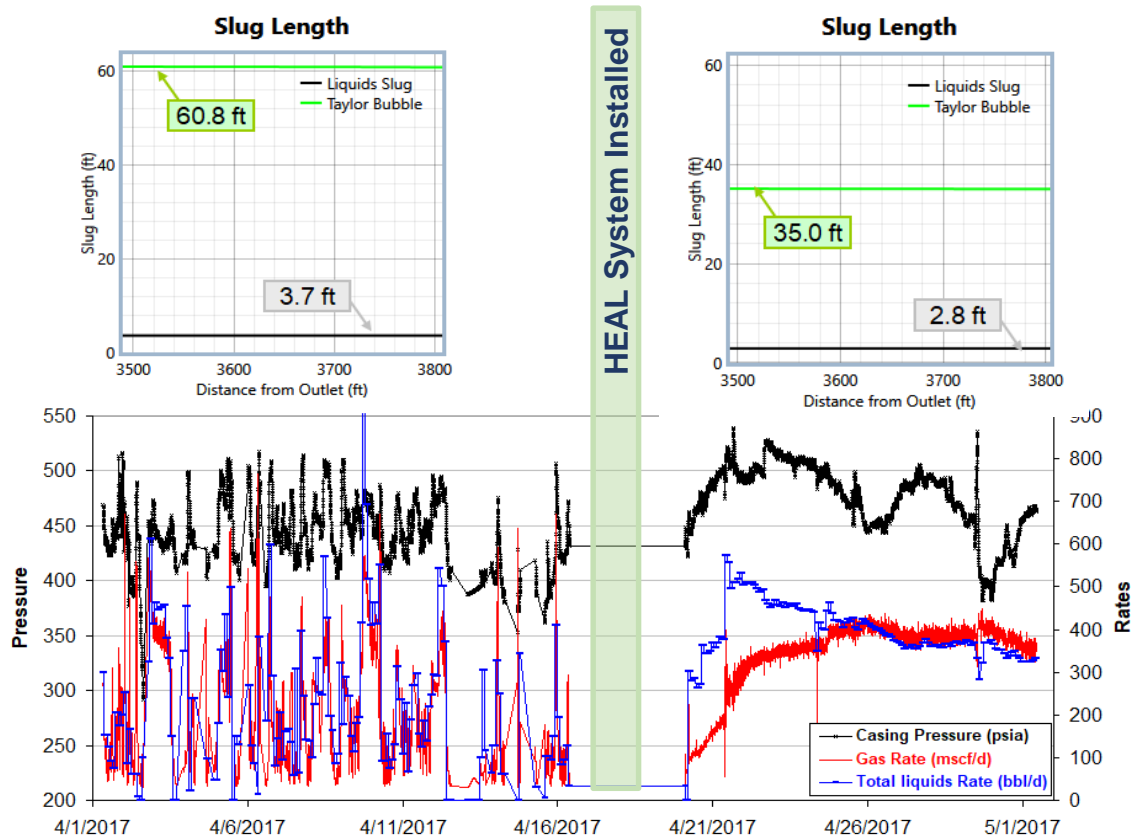 Slug Length
60
40
20
0
Slug Length (ft)
Liquids Slug
Taylor Bubble
60.8 ft
3.7 ft
3500
3600
3700
3800
Distance from Outlet (ft)
HEAL System Installed
Slug Length
60
40
20
0
Slug Length (ft)
Liquids Slug
Taylor Bubble
35.0 ft
2.8 ft
3500
3600
3700
3800
Distance from Outlet (ft)
550
500
450
400
350
300
250
200
Pressure
900
800
700
600
500
400
300
200
100
0
Rates
Casing Pressure (psia)
Gas Rate (mscf/d)
Total liquids Rate (bbl/d)
4/1/2017
4/6/2017
4/11/2017
4/16/2017
4/21/2017
4/26/2017
5/1/2017